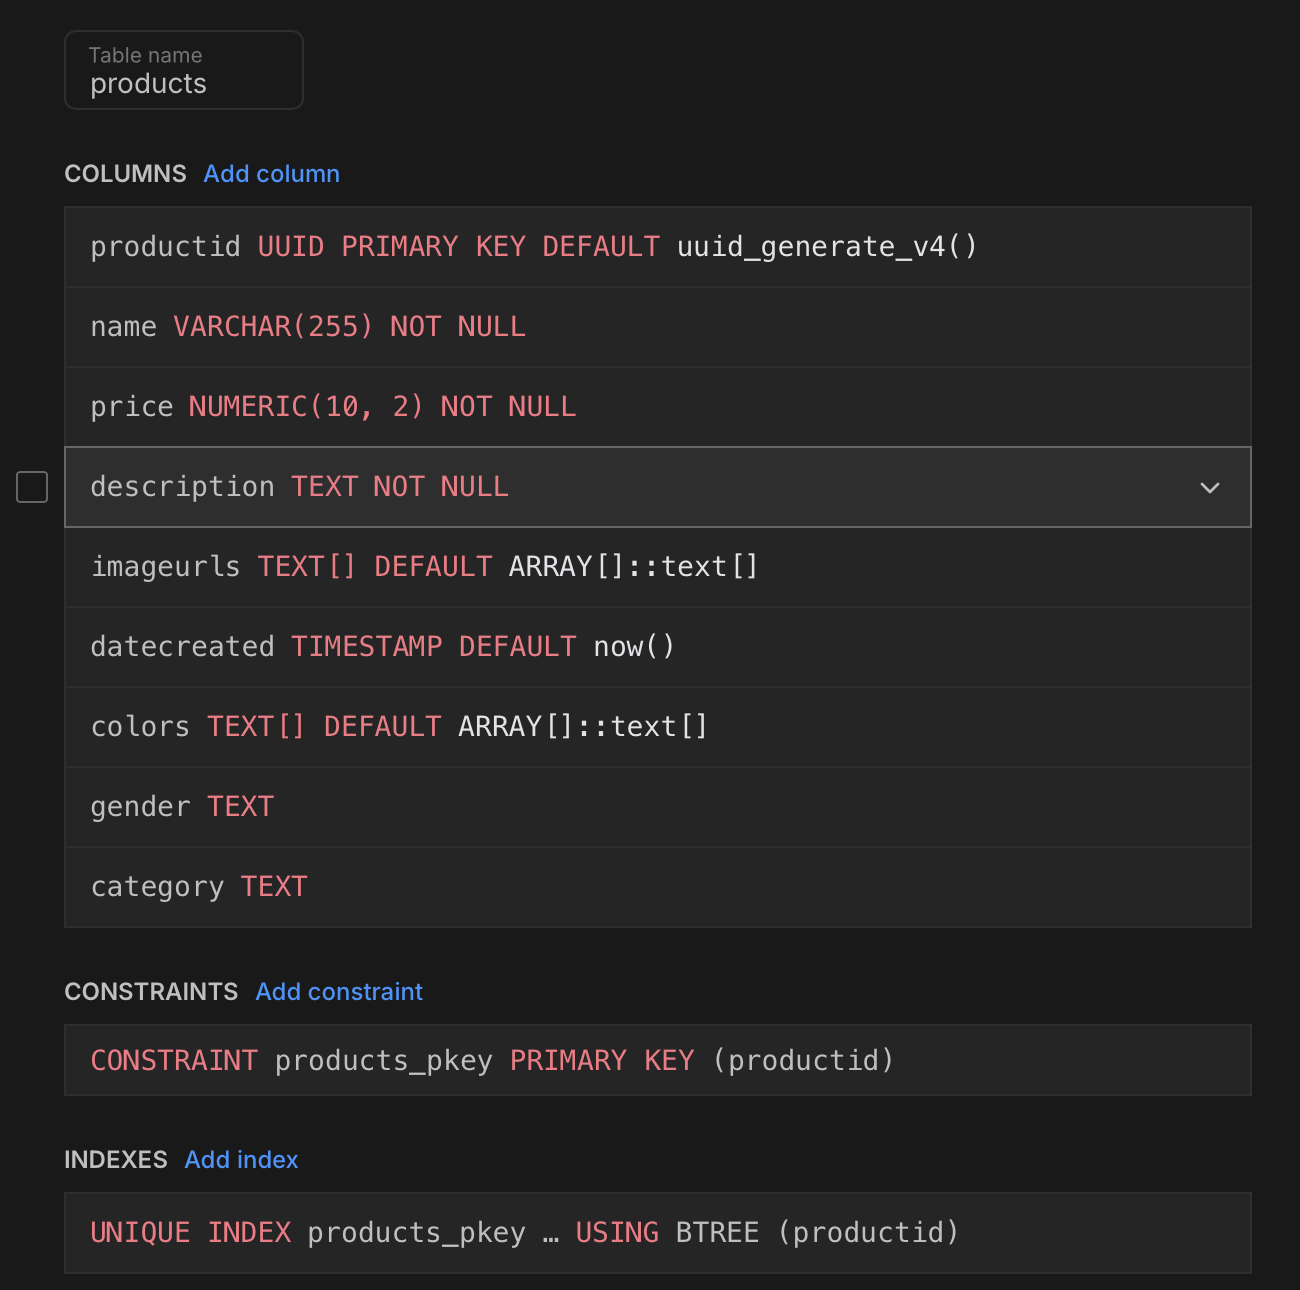 Table name
products
COLUMNS Add column
productid UUID PRIMARY KEY DEFAULT uuid_generate_v4()
name VARCHAR(255) NOT NULL
price NUMERIC(10, 2) NOT NULL
description TEXT NOT NULL
imageurls TEXT[] DEFAULT ARRAY[]::text[]
datecreated TIMESTAMP DEFAULT now()
colors TEXT[] DEFAULT ARRAY[]::text[]
gender TEXT
category TEXT
CONSTRAINTS Add constraint
CONSTRAINT products_pkey PRIMARY KEY (productid)
INDEXES Add index
UNIQUE INDEX products_pkey … USING BTREE (productid)